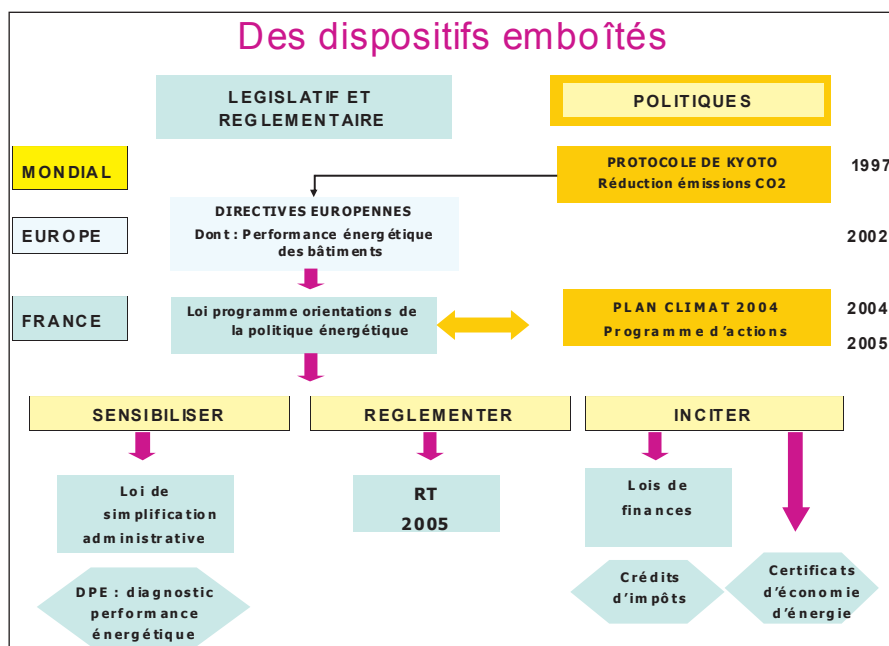 Des dispositifs emboîtés
LEGISLATIF ET
REGLEMENTAIRE
POLITIQUES
MONDIAL
PROTOCOLE DE KYOTO
Réduction émissions CO2
1997
EUROPE
DIRECTIVES EUROPENNES
Dont : Performance énergétique
des bâtiments
2002
FRANCE
Loi programme orientations de
la politique énergétique
PLAN CLIMAT 2004
Programme d'actions
2004
2005
SENSIBILISER
REGLEMENTER
INCITER
Loi de
simplification
administrative
RT
2005
Lois de
finances
DPE : diagnostic
performance
énergétique
Crédits
d'impôts
Certificats
d'économie
d'énergie